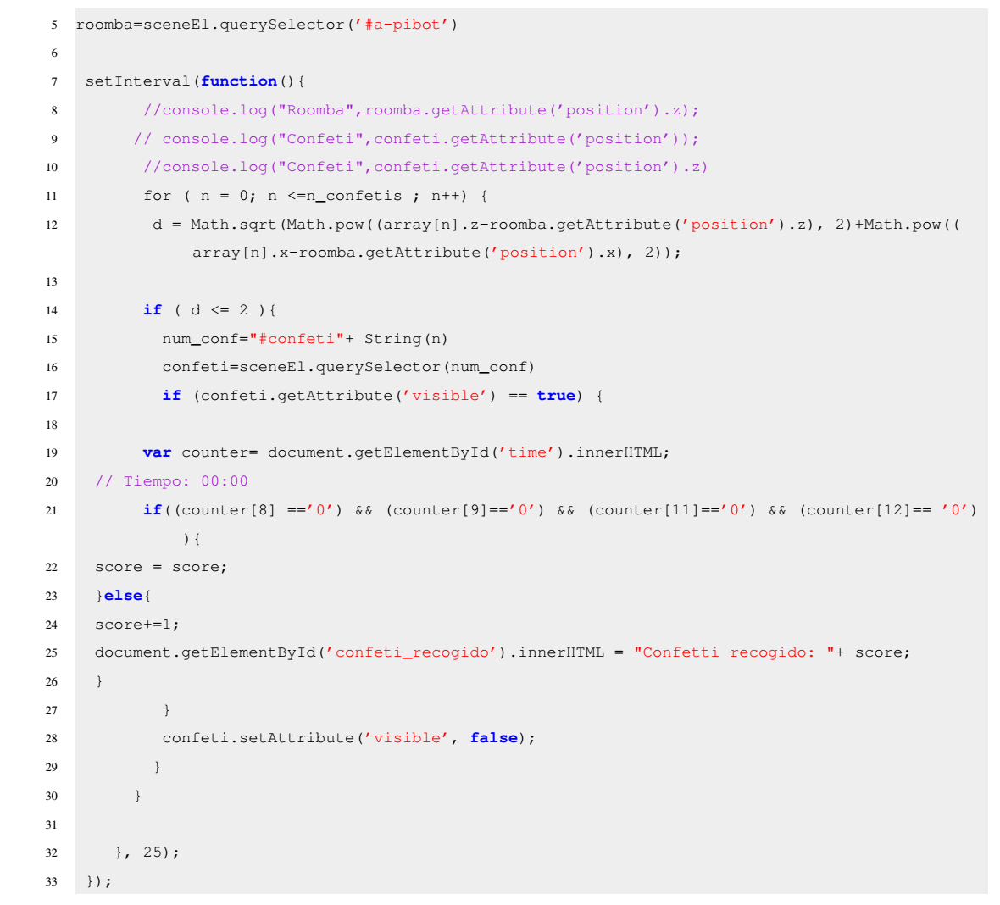 5 roomba=sceneEl.querySelector('#a-pibot')
6
7 setInterval(function(){
8 //console.log("Roomba",roomba.getAttribute('position').z);
9 // console.log("Confeti",confeti.getAttribute('position'));
10 //console.log("Confeti",confeti.getAttribute('position').z)
11 for ( n = 0; n <=n_confetis ; n++) {
12 d = Math.sqrt(Math.pow((array[n].z-roomba.getAttribute('position').z), 2)+Math.pow((
array[n].x-roomba.getAttribute('position').x), 2));
13
14 if ( d <= 2 ){
15 num_conf="#confeti"+ String(n)
16 confeti=sceneEl.querySelector(num_conf)
17 if (confeti.getAttribute('visible') == true) {
18
19 var counter= document.getElementById('time').innerHTML;
20 // Tiempo: 00:00
21 if((counter[8] =='0') && (counter[9]=='0') && (counter[11]=='0') && (counter[12]== '0')
){
22 score = score;
23 }else{
24 score+=1;
25 document.getElementById('confeti_recogido').innerHTML = "Confetti recogido: "+ score;
26 }
27 }
28 confeti.setAttribute('visible', false);
29 }
30 }
31
32 }, 25);
33 });